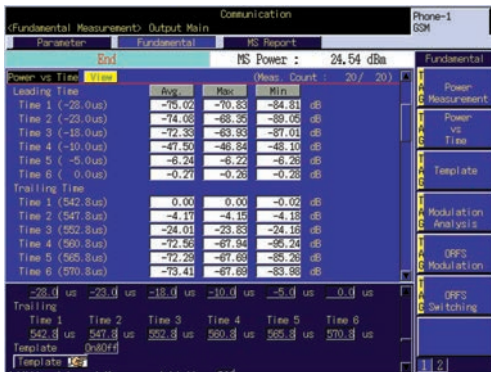 Communication
Phone-1
<Fundamental Measurement> Output Main
GSM
Parameter Fundamental MS Report
End MS Power : 24.54 dBm
Fundamental
Power vs Time View (Meas. Count : 20/ 20)
Leading Time Avg. Max Min
Time 1 (-28.0us) -75.02 -70.83 -84.81 dB
Time 2 (-23.0us) -74.08 -68.35 -89.05 dB
Time 3 (-18.0us) -72.33 -63.93 -87.01 dB
Time 4 (-10.0us) -47.50 -46.84 -48.10 dB
Time 5 ( -5.0us) -6.24 -6.22 -6.26 dB
Time 6 ( 0.0us) -0.27 -0.26 -0.28 dB
Trailing Time
Time 1 (542.8us) 0.00 0.00 -0.02 dB
Time 2 (547.8us) -4.17 -4.15 -4.18 dB
Time 3 (552.8us) -24.01 -23.83 -24.16 dB
Time 4 (560.8us) -72.56 -67.94 -95.24 dB
Time 5 (565.8us) -72.29 -67.69 -85.26 dB
Time 6 (570.8us) -73.41 -67.69 -83.98 dB
-28.0 us -23.0 us -18.0 us -10.0 us -5.0 us 0.0 us
Trailing
Time 1 Time 2 Time 3 Time 4 Time 5 Time 6
542.8 us 547.8 us 552.8 us 560.8 us 565.8 us 570.8 us
Template On&Off
Template
TAG Power Measurement
TAG Power vs Time
TAG Template
TAG Modulation Analysis
TAG ORFS Modulation
TAG ORFS Switching
1 2